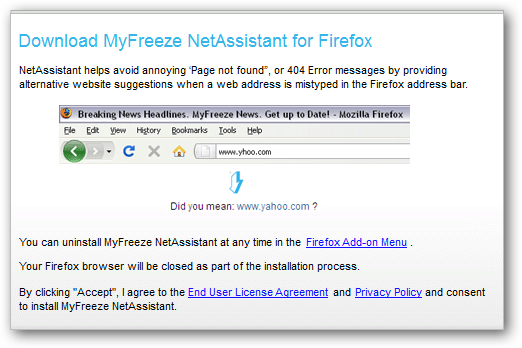 Download MyFreeze NetAssistant for Firefox
NetAssistant helps avoid annoying ‘Page not found”, or 404 Error messages by providing
alternative website suggestions when a web address is mistyped in the Firefox address bar.
Breaking News Headlines. MyFreeze News. Get up to Date! - Mozilla Firefox
File Edit View History Bookmarks Tools Help
www.yhoo.com
Did you mean: www.yahoo.com ?
You can uninstall MyFreeze NetAssistant at any time in the Firefox Add-on Menu .
Your Firefox browser will be closed as part of the installation process.
By clicking "Accept", I agree to the End User License Agreement and Privacy Policy and consent
to install MyFreeze NetAssistant.